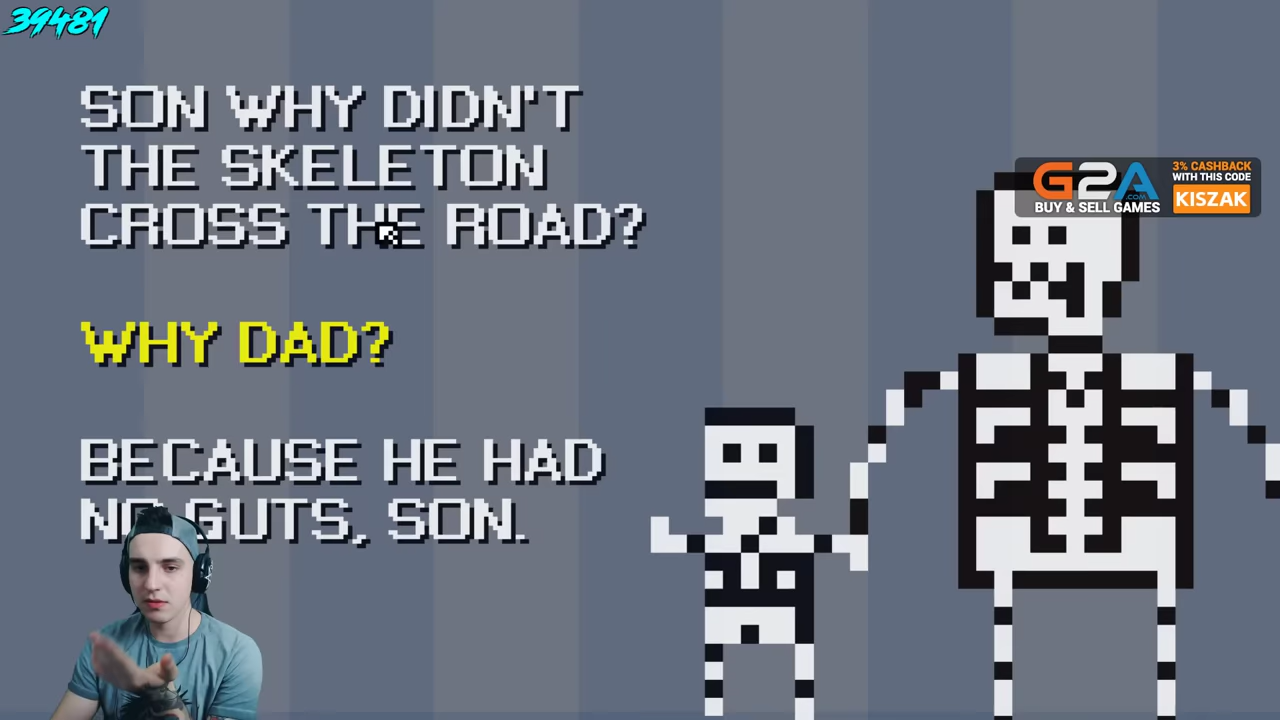 39481
SON WHY DIDN'T
THE SKELETON
CROSS THE ROAD?
G2A.COM
BUY & SELL GAMES
3% CASHBACK
WITH THIS CODE
KISZAK
WHY DAD?
BECAUSE HE HAD
NO GUTS, SON.